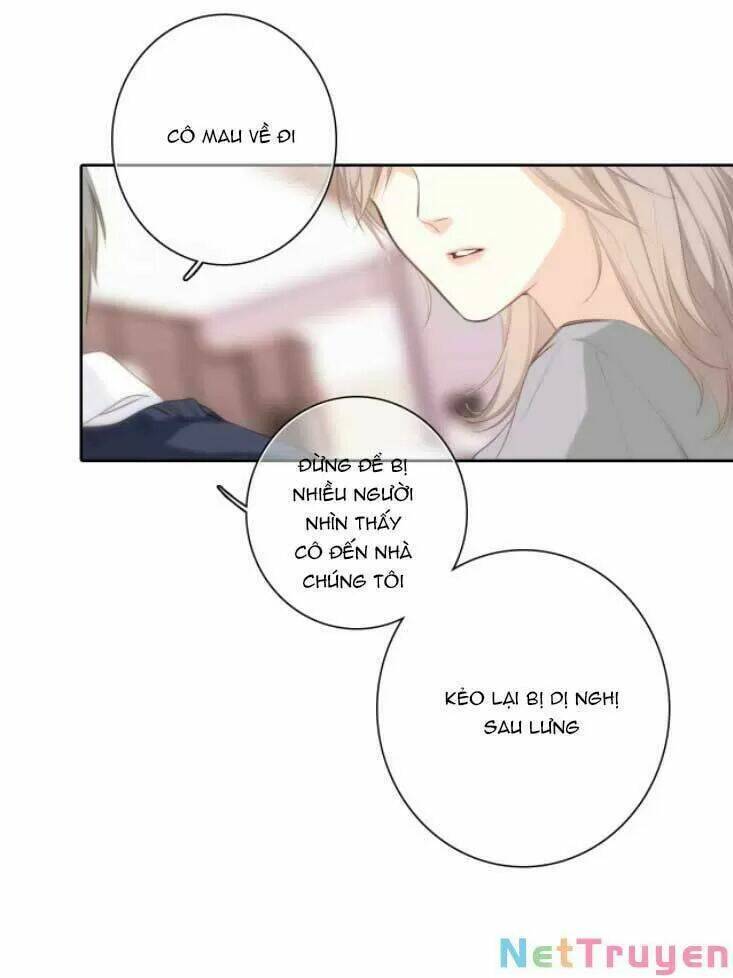 CÔ MAU VỀ ĐI
ĐỪNG ĐỂ BỊ
NHIỀU NGƯỜI
NHÌN THẤY
CÔ ĐẾN NHÀ
CHÚNG TÔI
KẺO LẠI BỊ DỊ NGHỊ
SAU LƯNG
NetTruyen